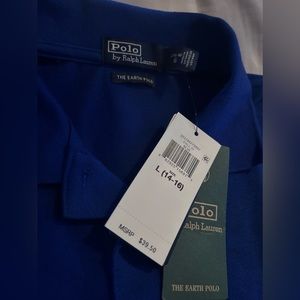 Polo
by Ralph Lauren
THE EARTH POLO
L (14-16)
MSRP $39.50
Polo
Ralph Lauren
THE EARTH POLO